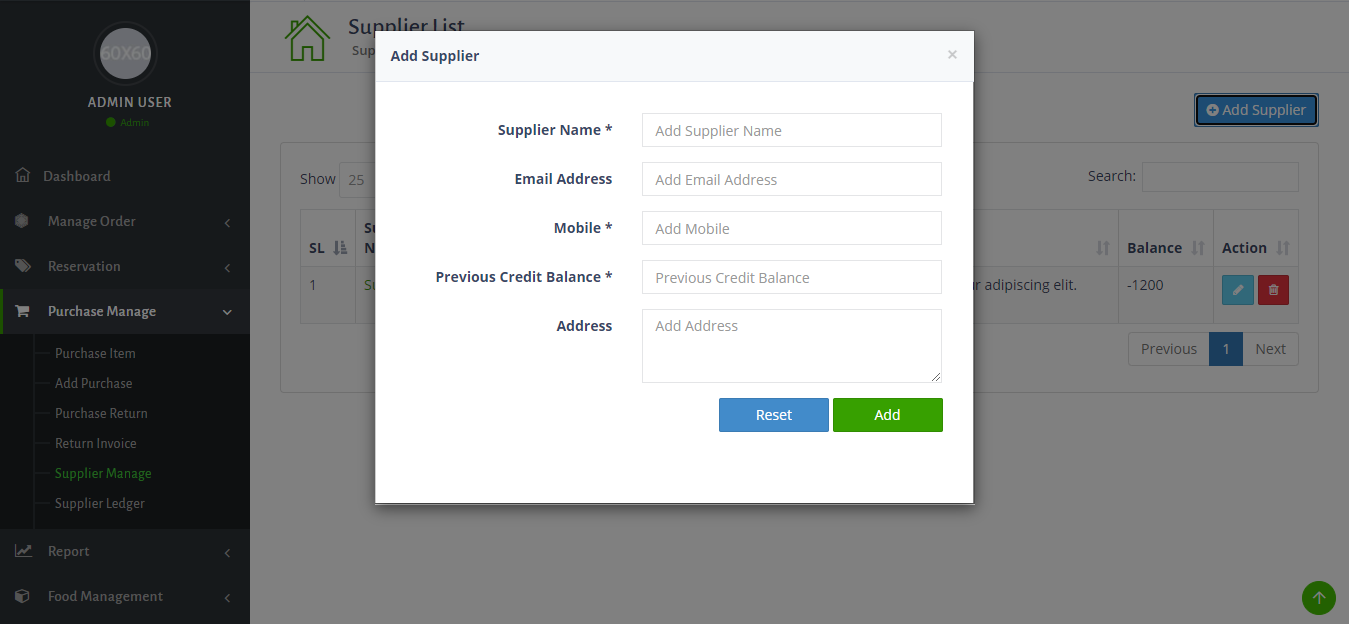 60X60
ADMIN USER
Admin
Dashboard
Manage Order
Reservation
Purchase Manage
Purchase Item
Add Purchase
Purchase Return
Return Invoice
Supplier Manage
Supplier Ledger
Report
Food Management
Supplier List
Sup
Add Supplier
×
Supplier Name *
Add Supplier Name
Email Address
Add Email Address
Mobile *
Add Mobile
Previous Credit Balance *
Previous Credit Balance
Address
Add Address
Reset
Add
Add Supplier
Show 25
Search:
SL
Su
N
Balance
Action
1
Su
r adipiscing elit.
-1200
Previous
1
Next